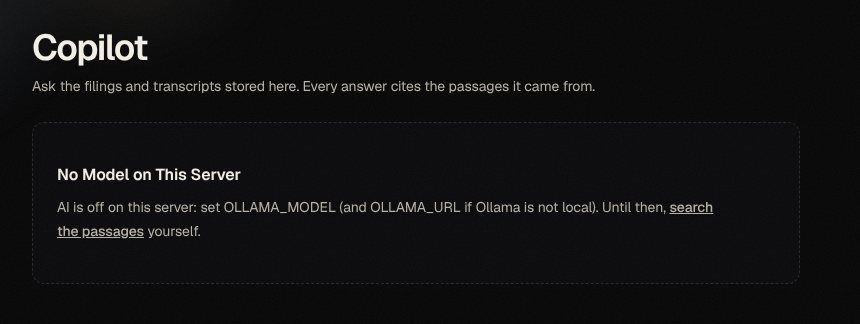 Copilot
Ask the filings and transcripts stored here. Every answer cites the passages it came from.
No Model on This Server
AI is off on this server: set OLLAMA_MODEL (and OLLAMA_URL if Ollama is not local). Until then, search
the passages yourself.